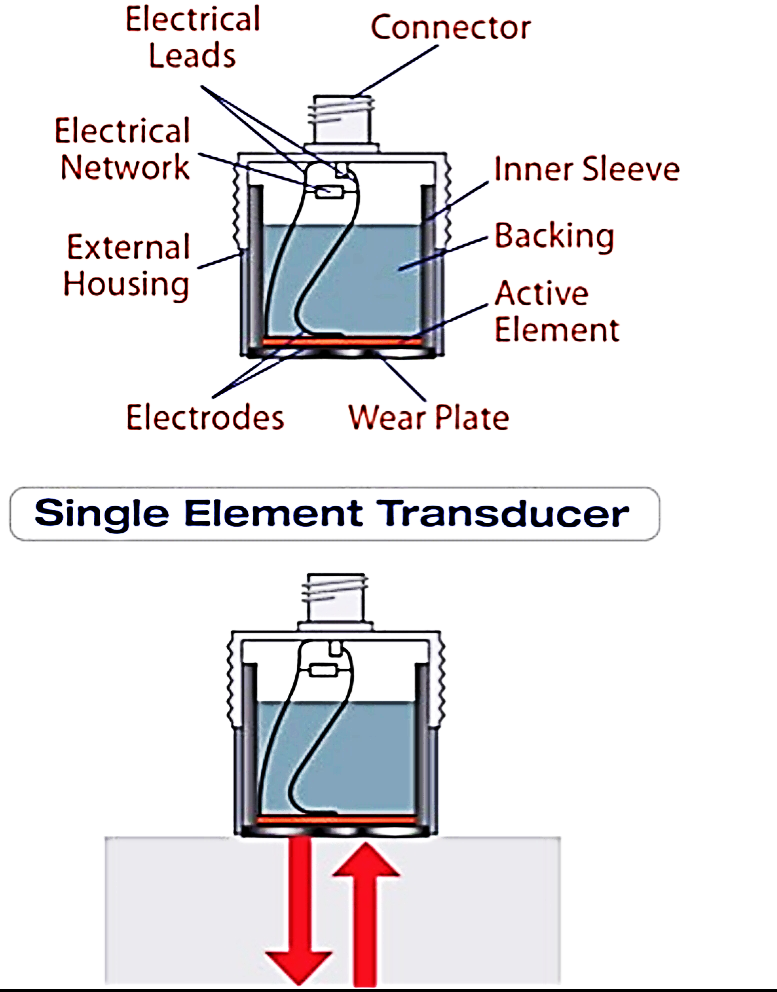 Electrical
Leads
Connector
Electrical
Network
Inner Sleeve
External
Housing
Backing
Active
Element
Electrodes
Wear Plate
Single Element Transducer